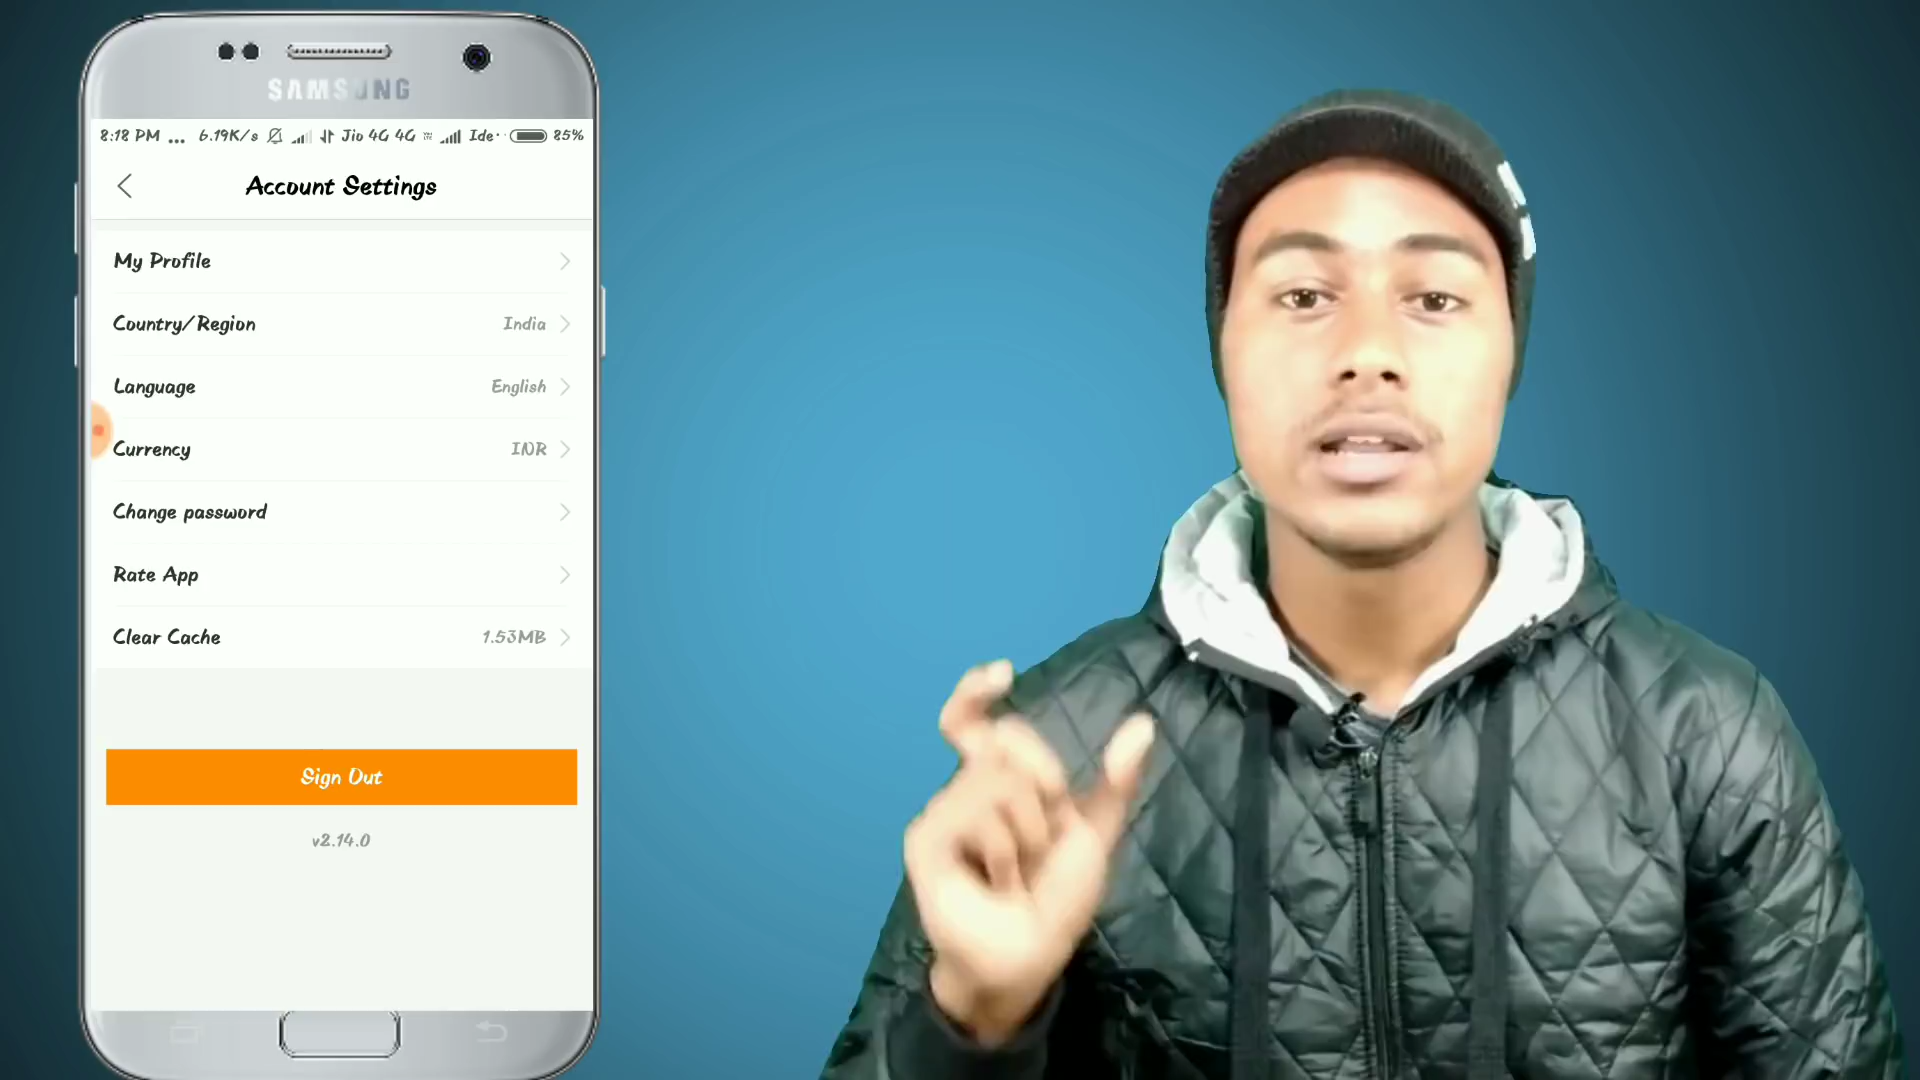 SAMSUNG
8:18 PM ... 6.19K/s Jio 4G 4G Ide· 85%
Account Settings
My Profile
Country/Region India
Language English
Currency INR
Change password
Rate App
Clear Cache 1.53MB
Sign Out
v2.14.0